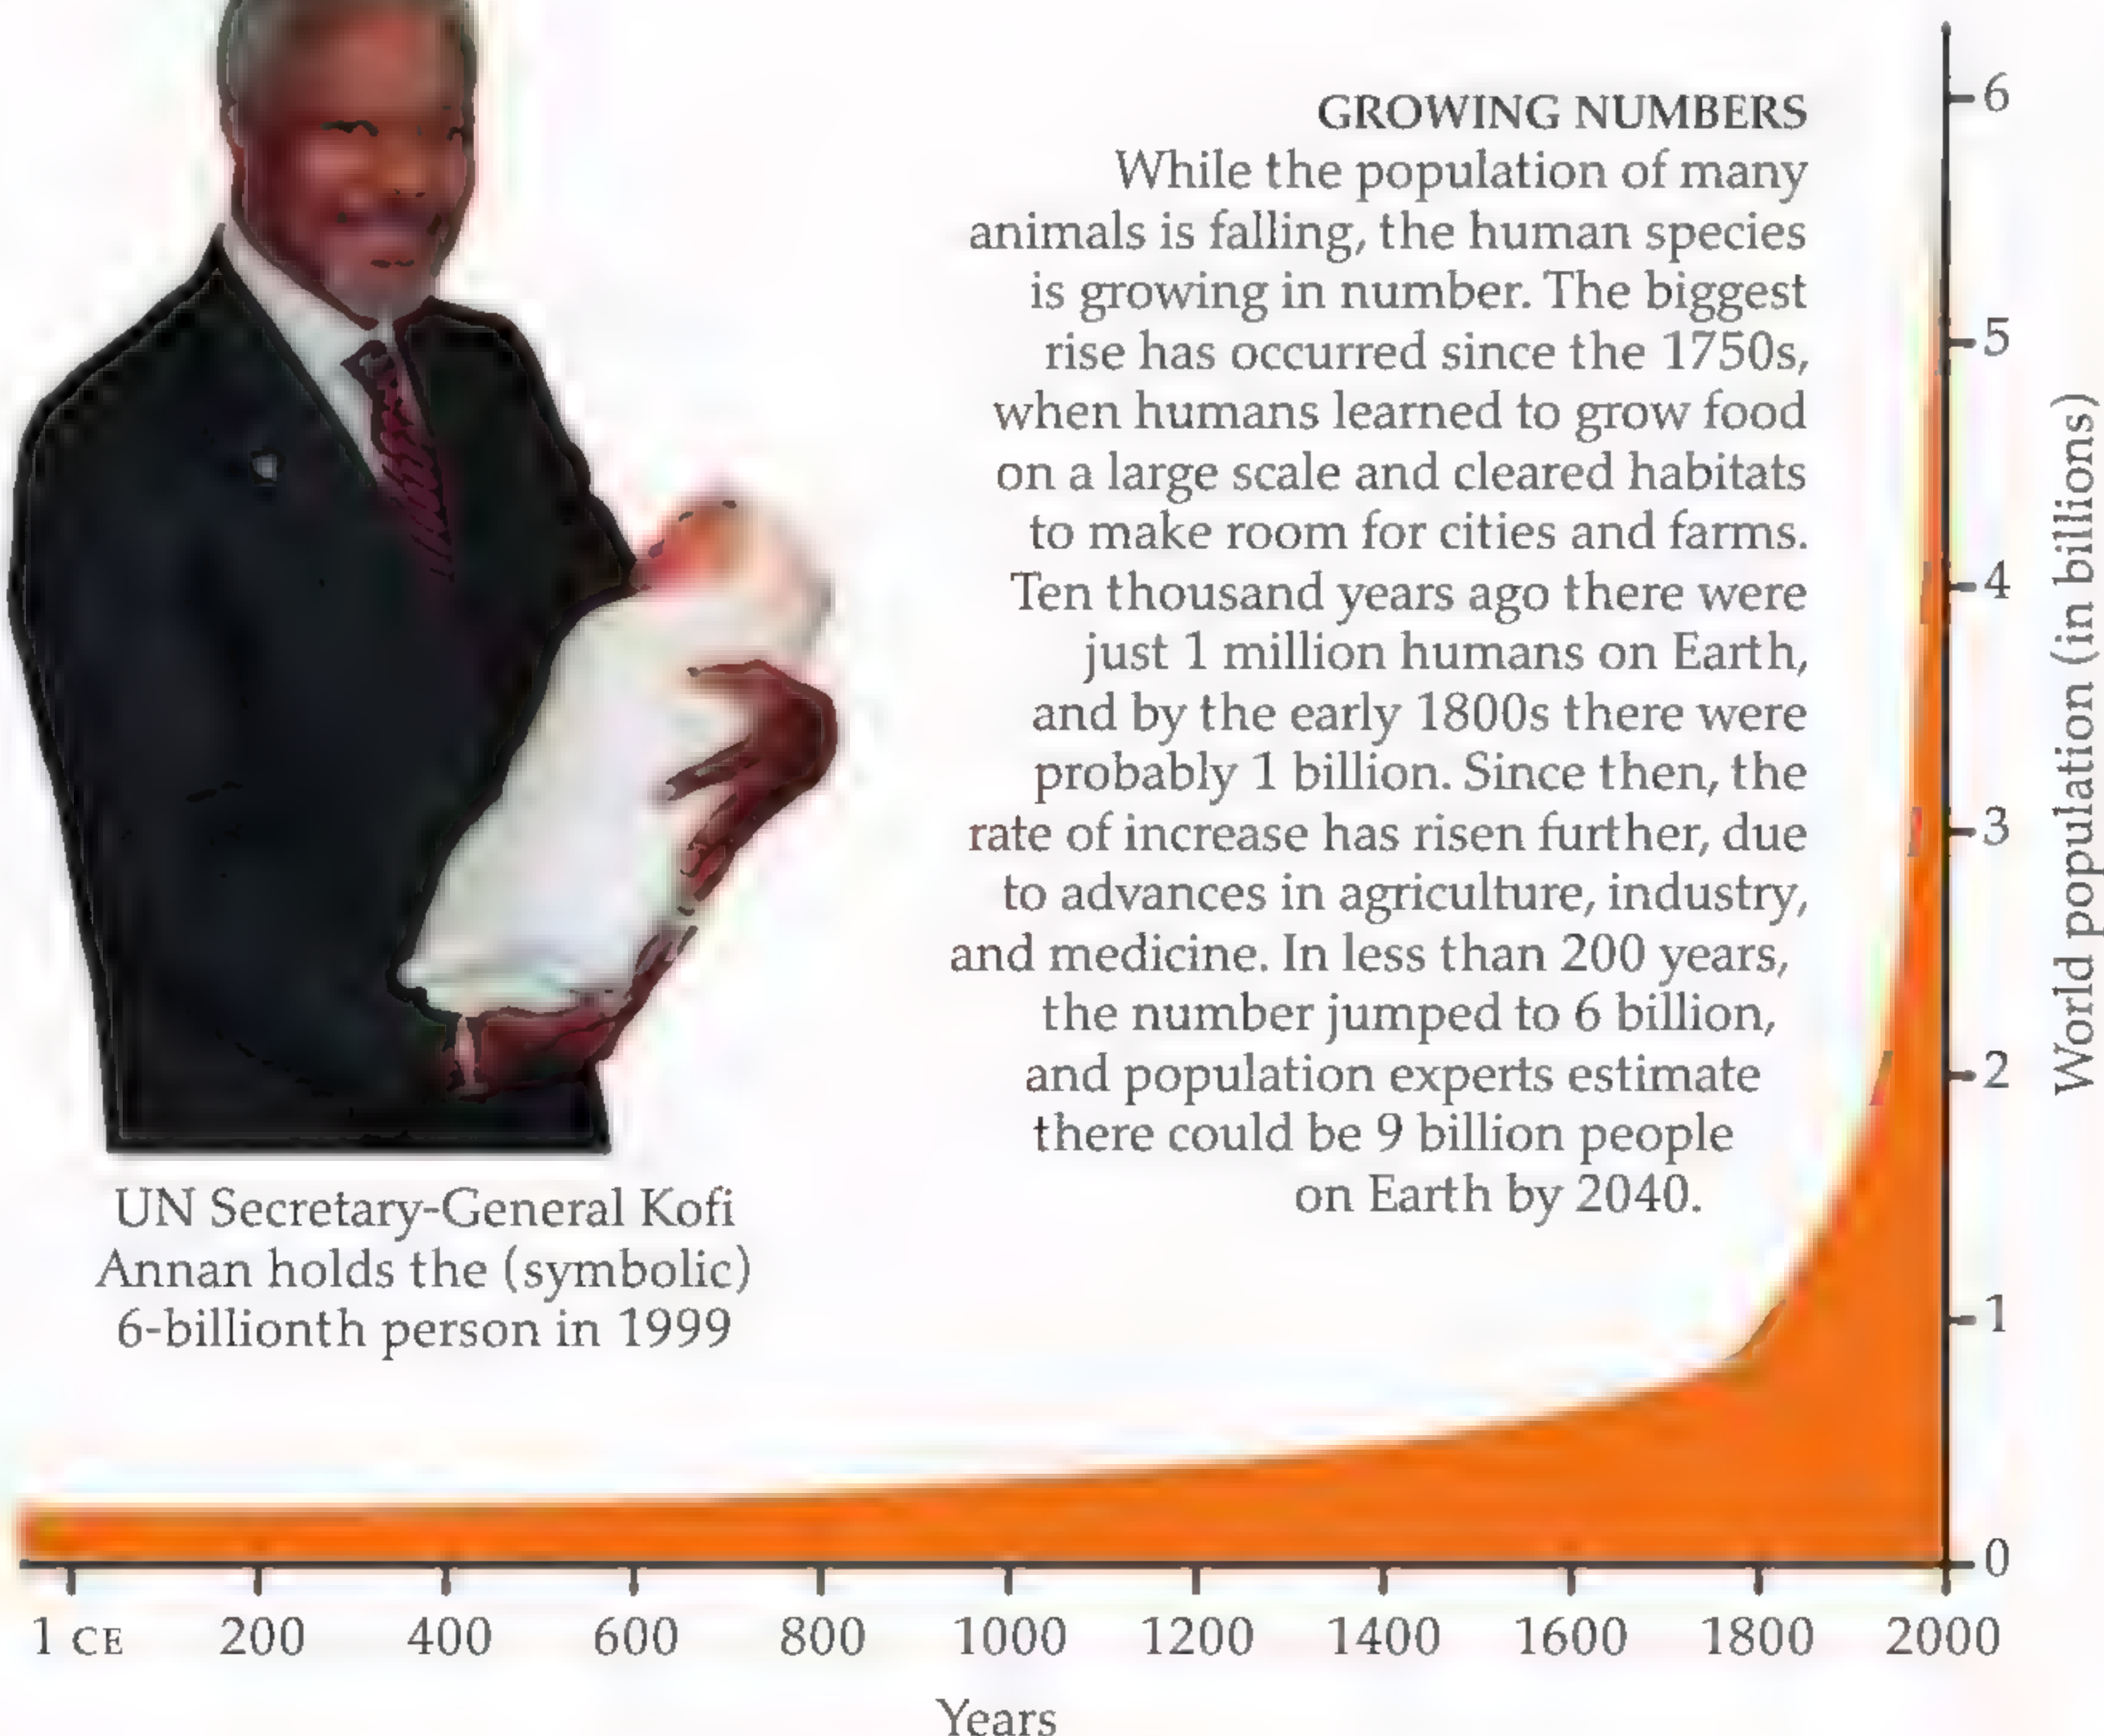 GROWING NUMBERS
While the population of many
animals is falling, the human species
is growing in number. The biggest
rise has occurred since the 1750s,
when humans learned to grow food
on a large scale and cleared habitats
to make room for cities and farms.
Ten thousand years ago there were
just 1 million humans on Earth,
and by the early 1800s there were
probably 1 billion. Since then, the
rate of increase has risen further, due
to advances in agriculture, industry,
and medicine. In less than 200 years,
the number jumped to 6 billion,
and population experts estimate
there could be 9 billion people
on Earth by 2040.
UN Secretary-General Kofi
Annan holds the (symbolic)
6-billionth person in 1999
6
5
4
3
2
1
0
World population (in billions)
1 CE 200 400 600 800 1000 1200 1400 1600 1800 2000
Years